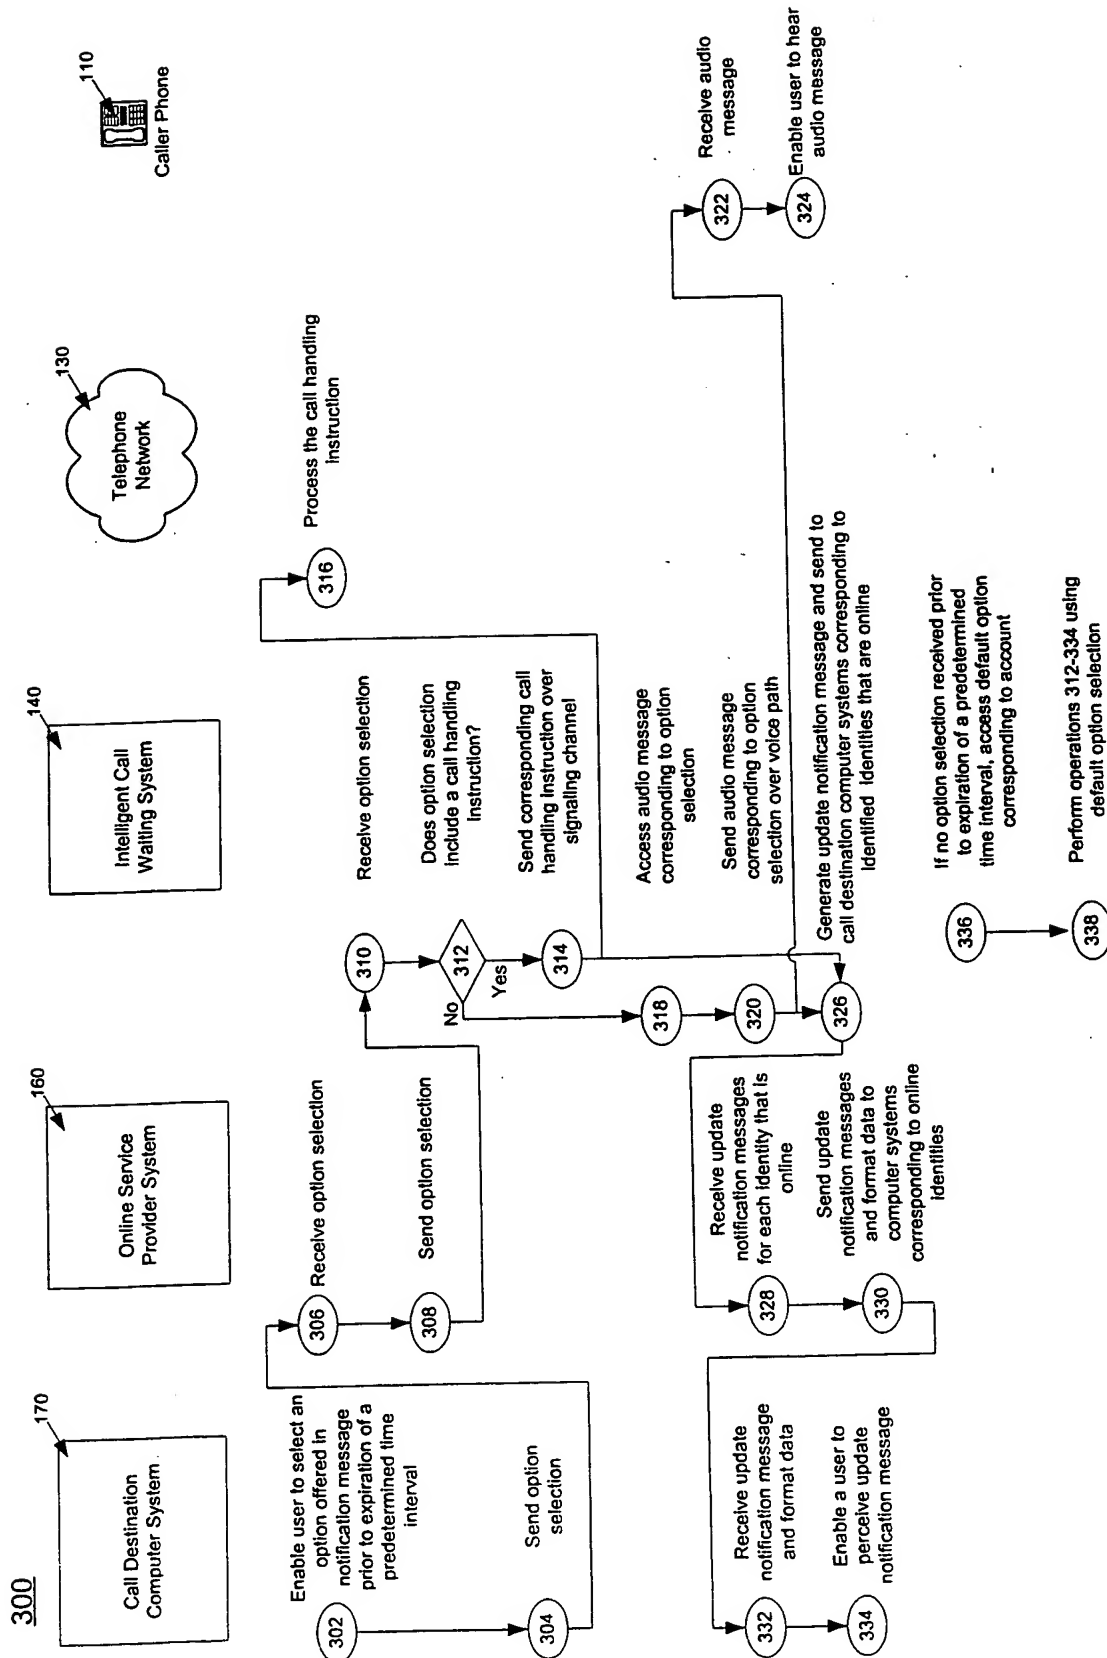 300
170
Call Destination
Computer System
160
Online Service
Provider System
140
Intelligent Call
Waiting System
130
Telephone
Network
110
Caller Phone
302
Enable user to select an
option offered in
notification message
prior to expiration of a
predetermined time
interval
304
Send option
selection
306
Receive option selection
308
Send option selection
310
Receive option selection
312
Does option selection
include a call handling
instruction?
No
Yes
314
Send corresponding call
handling instruction over
signaling channel
316
Process the call handling
instruction
318
Access audio message
corresponding to option
selection
320
Send audio message
corresponding to option
selection over voice path
322
Receive audio
message
324
Enable user to hear
audio message
326
Generate update notification message and send to
call destination computer systems corresponding to
identified identities that are online
328
Receive update
notification messages
for each identity that is
online
330
Send update
notification messages
and format data to
computer systems
corresponding to online
identities
332
Receive update
notification message
and format data
334
Enable a user to
perceive update
notification message
336
If no option selection received prior
to expiration of a predetermined
time interval, access default option
corresponding to account
338
Perform operations 312-334 using
default option selection